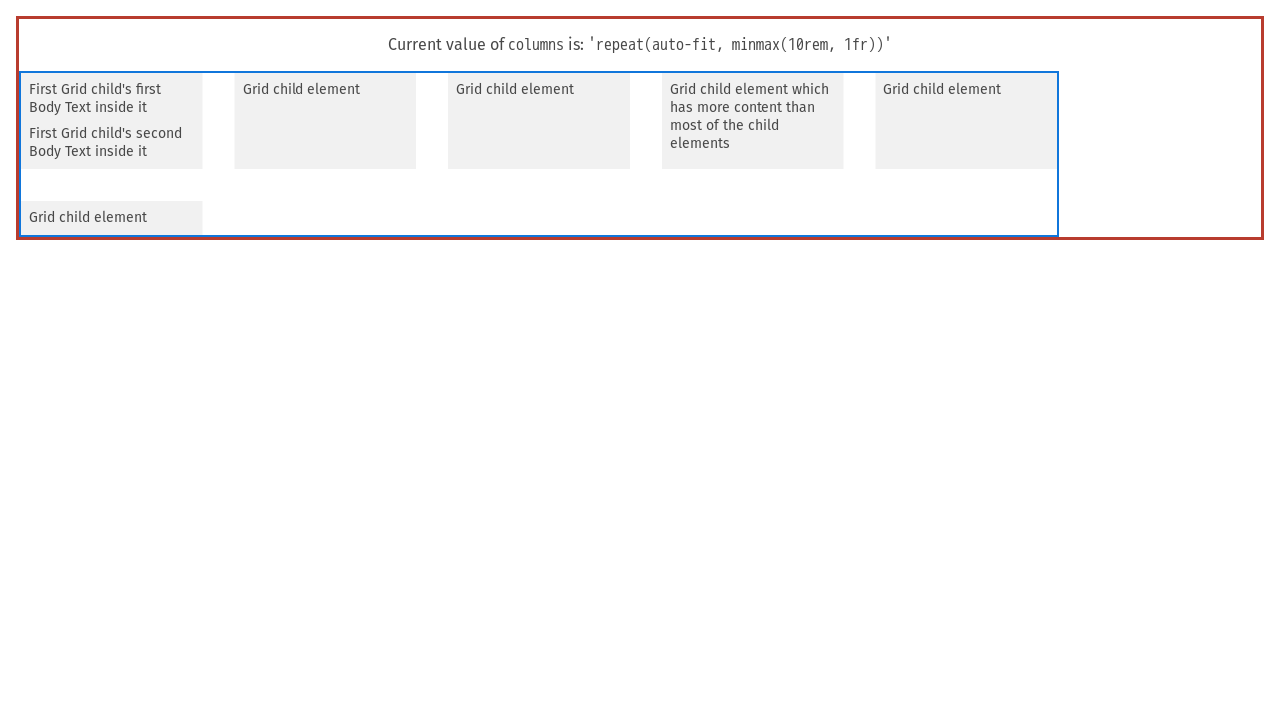 Current value of columns is: 'repeat(auto-fit, minmax(10rem, 1fr))'
First Grid child's first
Body Text inside it
First Grid child's second
Body Text inside it
Grid child element
Grid child element
Grid child element which
has more content than
most of the child
elements
Grid child element
Grid child element